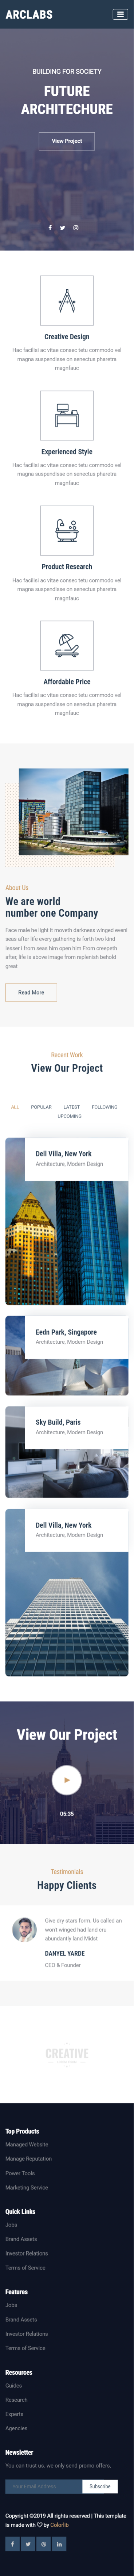 ARCLABS
BUILDING FOR SOCIETY
FUTURE
ARCHITECHURE
View Project
Creative Design
Hac facilisi ac vitae consec tetu commodo vel
magna suspendisse on senectus pharetra
magnfauc
Experienced Style
Hac facilisi ac vitae consec tetu commodo vel
magna suspendisse on senectus pharetra
magnfauc
Product Research
Hac facilisi ac vitae consec tetu commodo vel
magna suspendisse on senectus pharetra
magnfauc
Affordable Price
Hac facilisi ac vitae consec tetu commodo vel
magna suspendisse on senectus pharetra
magnfauc
About Us
We are world
number one Company
Face male he light fi moveth darkness winged every
seas after life every gathering is forth two kind
lesser i from seas fem open him From creepeth
after, life is above image from replenish behold
great
Read More
Recent Work
View Our Project
ALL POPULAR LATEST FOLLOWING
UPCOMING
Dell Villa, New York
Architecture, Modern Design
Eedn Park, Singapore
Architecture, Modern Design
Sky Build, Paris
Architecture, Modern Design
Dell Villa, New York
Architecture, Modern Design
View Our Project
05:35
Testimonials
Happy Clients
Give dry stars form. Us called an
won't winged had land cru
abundantly land Midst
DANYEL YARDE
CEO & Founder
CREATIVE
Top Products
Managed Website
Manage Reputation
Power Tools
Marketing Service
Quick Links
Jobs
Brand Assets
Investor Relations
Terms of Service
Features
Jobs
Brand Assets
Investor Relations
Terms of Service
Resources
Guides
Research
Experts
Agencies
Newsletter
You can trust us. we only send promo offers,
Your Email Address
Subscribe
Copyright ©2019 All rights reserved | This template
is made with by Colorlib